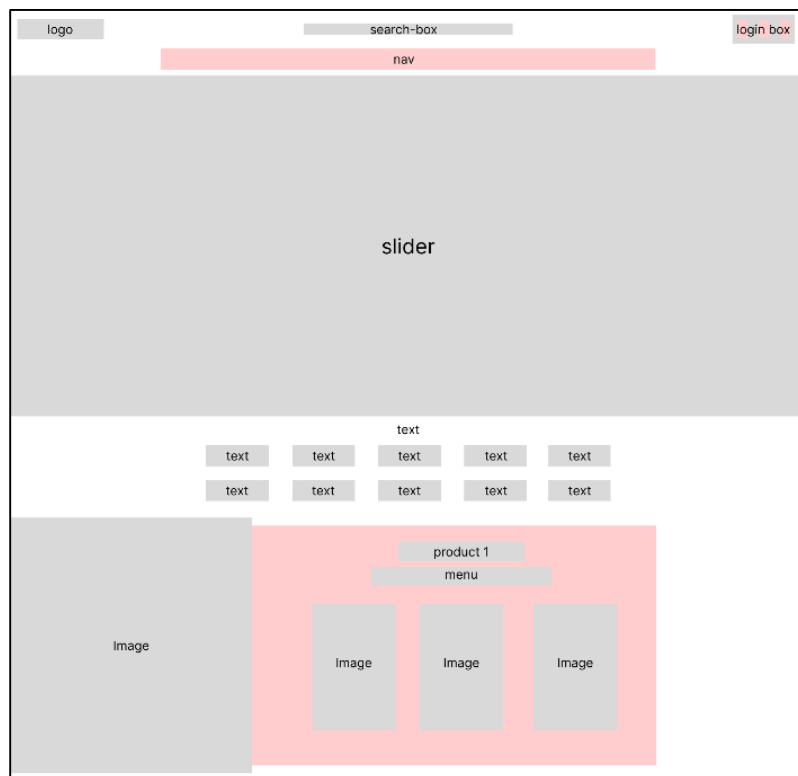 logo search-box login box
nav
slider
text
text text text text text
text text text text text
product 1
menu
Image
Image Image Image